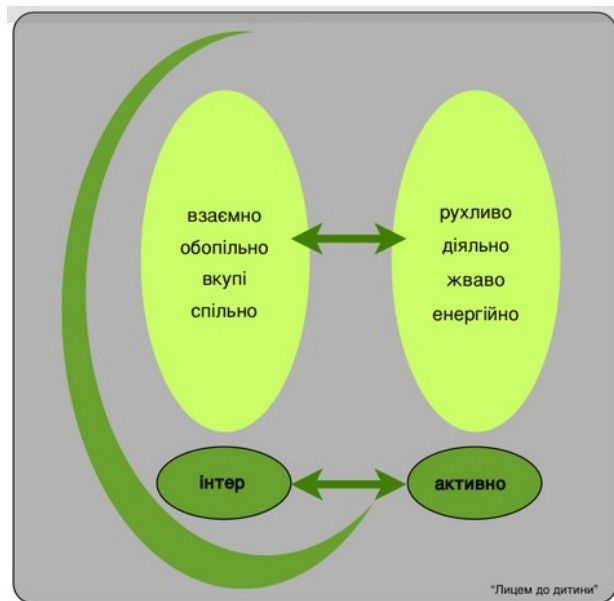 взаємно
обопільно
вкупі
спільно
рухливо
діяльно
жваво
енергійно
інтер
активно
“Лицем до дитини”